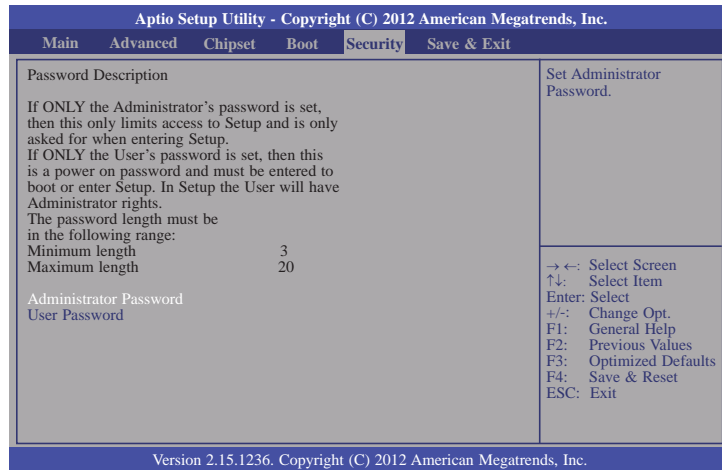 Aptio Setup Utility - Copyright (C) 2012 American Megatrends, Inc.
Main Advanced Chipset Boot Security Save & Exit
Password Description
If ONLY the Administrator's password is set,
then this only limits access to Setup and is only
asked for when entering Setup.
If ONLY the User's password is set, then this
is a power on password and must be entered to
boot or enter Setup. In Setup the User will have
Administrator rights.
The password length must be
in the following range:
Minimum length 3
Maximum length 20
Administrator Password
User Password
Set Administrator
Password.
→←: Select Screen
↑↓: Select Item
Enter: Select
+/-: Change Opt.
F1: General Help
F2: Previous Values
F3: Optimized Defaults
F4: Save & Reset
ESC: Exit
Version 2.15.1236. Copyright (C) 2012 American Megatrends, Inc.